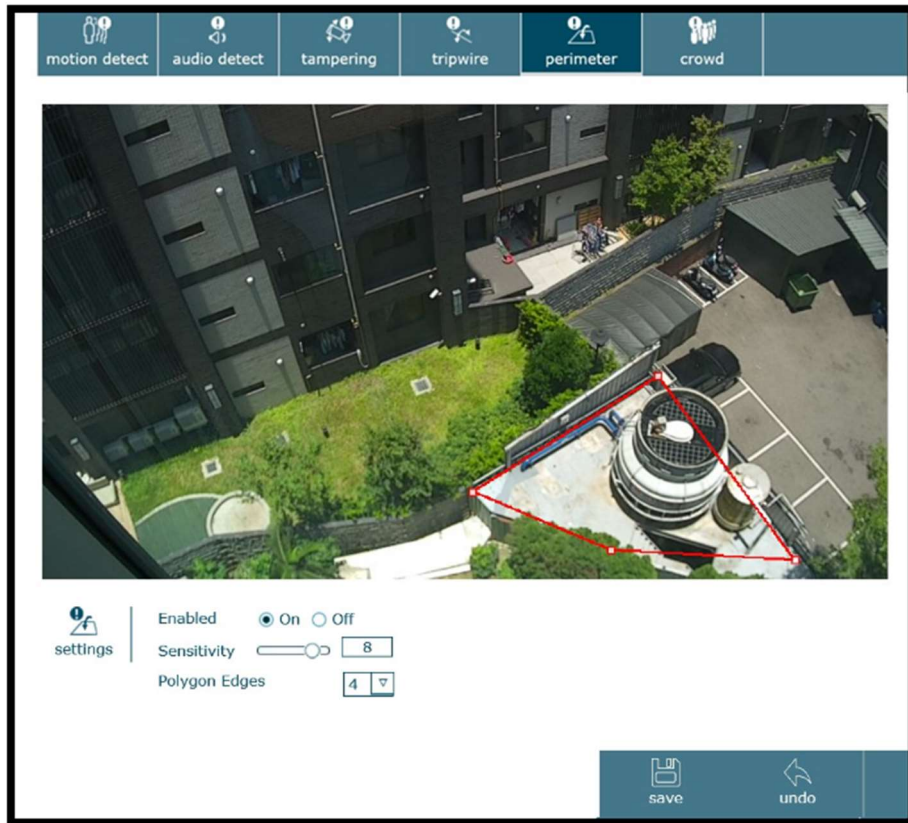 motion detect
audio detect
tampering
tripwire
perimeter
crowd
settings
Enabled On Off
Sensitivity 8
Polygon Edges 4
save
undo